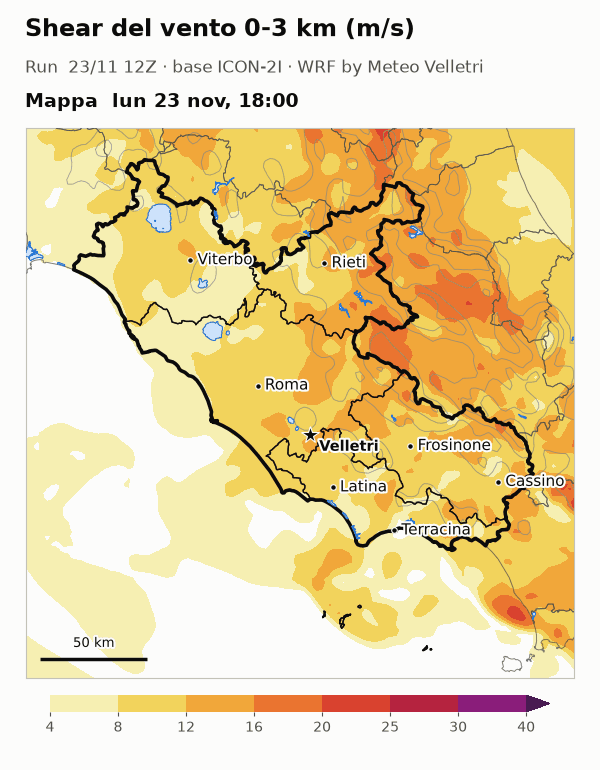 Shear del vento 0-3 km (m/s)
Run  23/11 12Z · base ICON-2I · WRF by Meteo Velletri
Mappa  lun 23 nov, 18:00
Viterbo
Rieti
Roma
Velletri
Frosinone
Cassino
Latina
Terracina
50 km
4 8 12 16 20 25 30 40